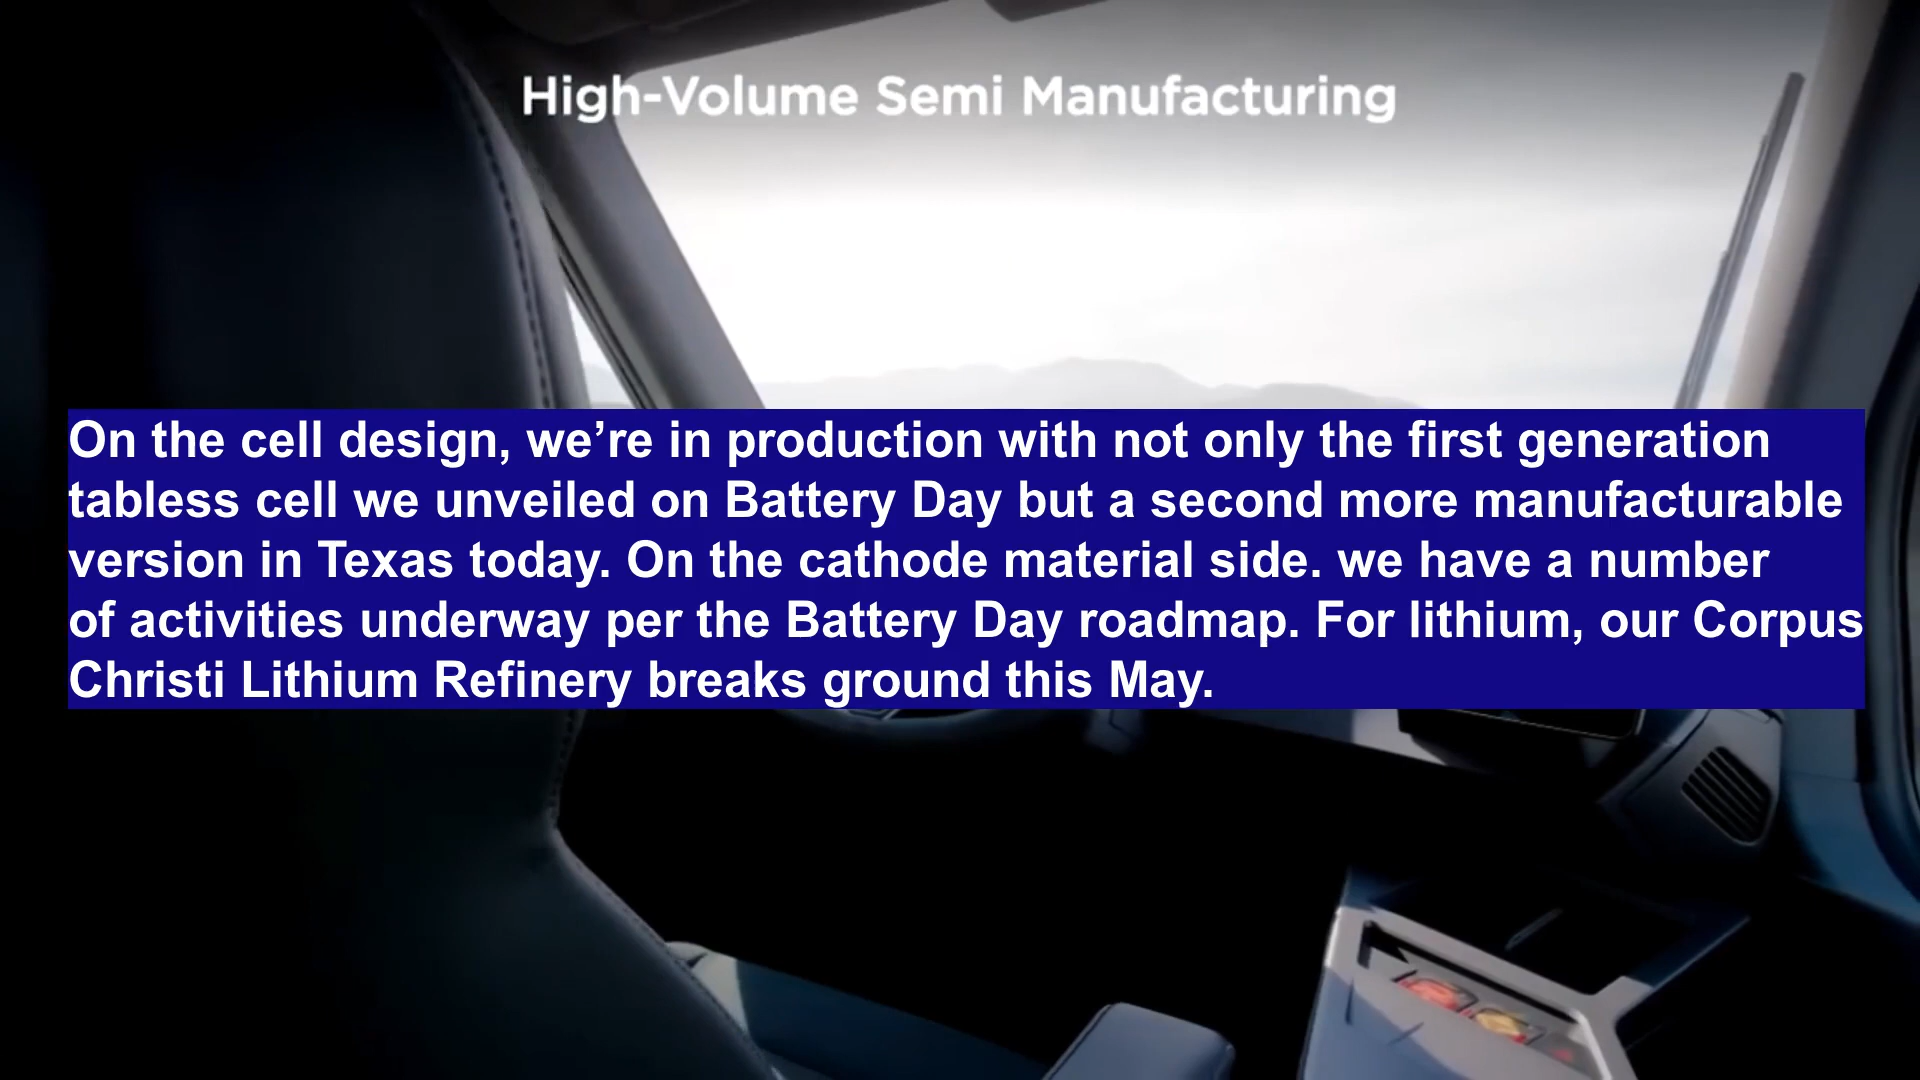 High-Volume Semi Manufacturing
On the cell design, we’re in production with not only the first generation
tabless cell we unveiled on Battery Day but a second more manufacturable
version in Texas today. On the cathode material side. we have a number
of activities underway per the Battery Day roadmap. For lithium, our Corpus
Christi Lithium Refinery breaks ground this May.